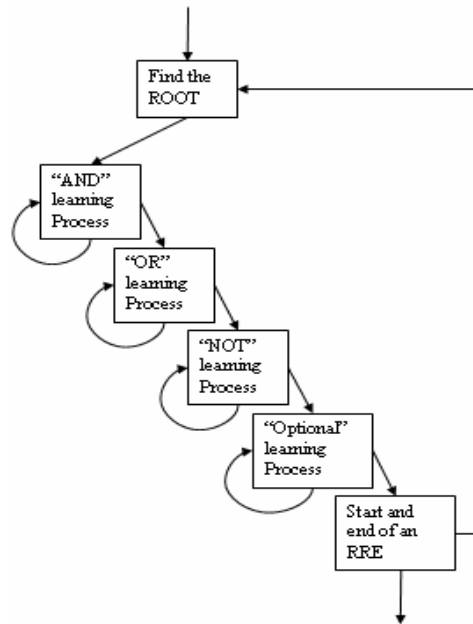 Find the
ROOT
“AND”
learning
Process
“OR”
learning
Process
“NOT”
learning
Process
“Optional”
learning
Process
Start and
end of an
RRE